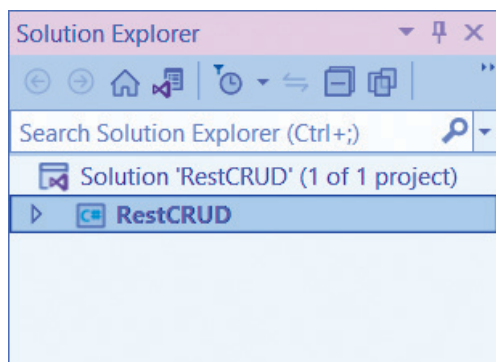 Solution Explorer
Search Solution Explorer (Ctrl+;)
Solution 'RestCRUD' (1 of 1 project)
C# RestCRUD